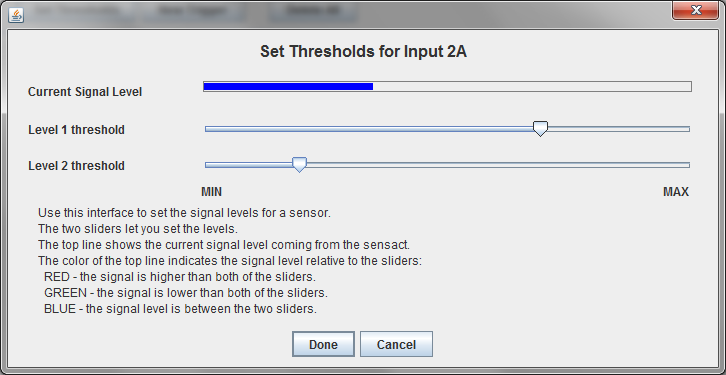 Set Thresholds for Input 2A
Current Signal Level
Level 1 threshold
Level 2 threshold
MIN MAX
Use this interface to set the signal levels for a sensor.
The two sliders let you set the levels.
The top line shows the current signal level coming from the sensact.
The color of the top line indicates the signal level relative to the sliders:
RED - the signal is higher than both of the sliders.
GREEN - the signal is lower than both of the sliders.
BLUE - the signal level is between the two sliders.
Done Cancel